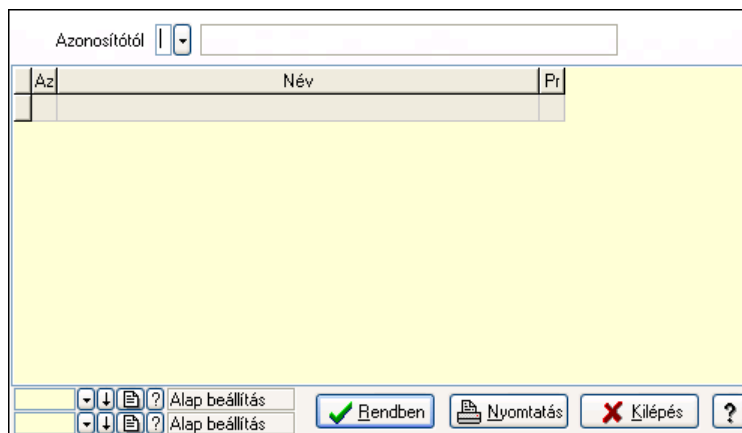 Azonosítótól
Az Név Pr
? Alap beállítás
? Alap beállítás
Rendben Nyomtatás Kilépés ?